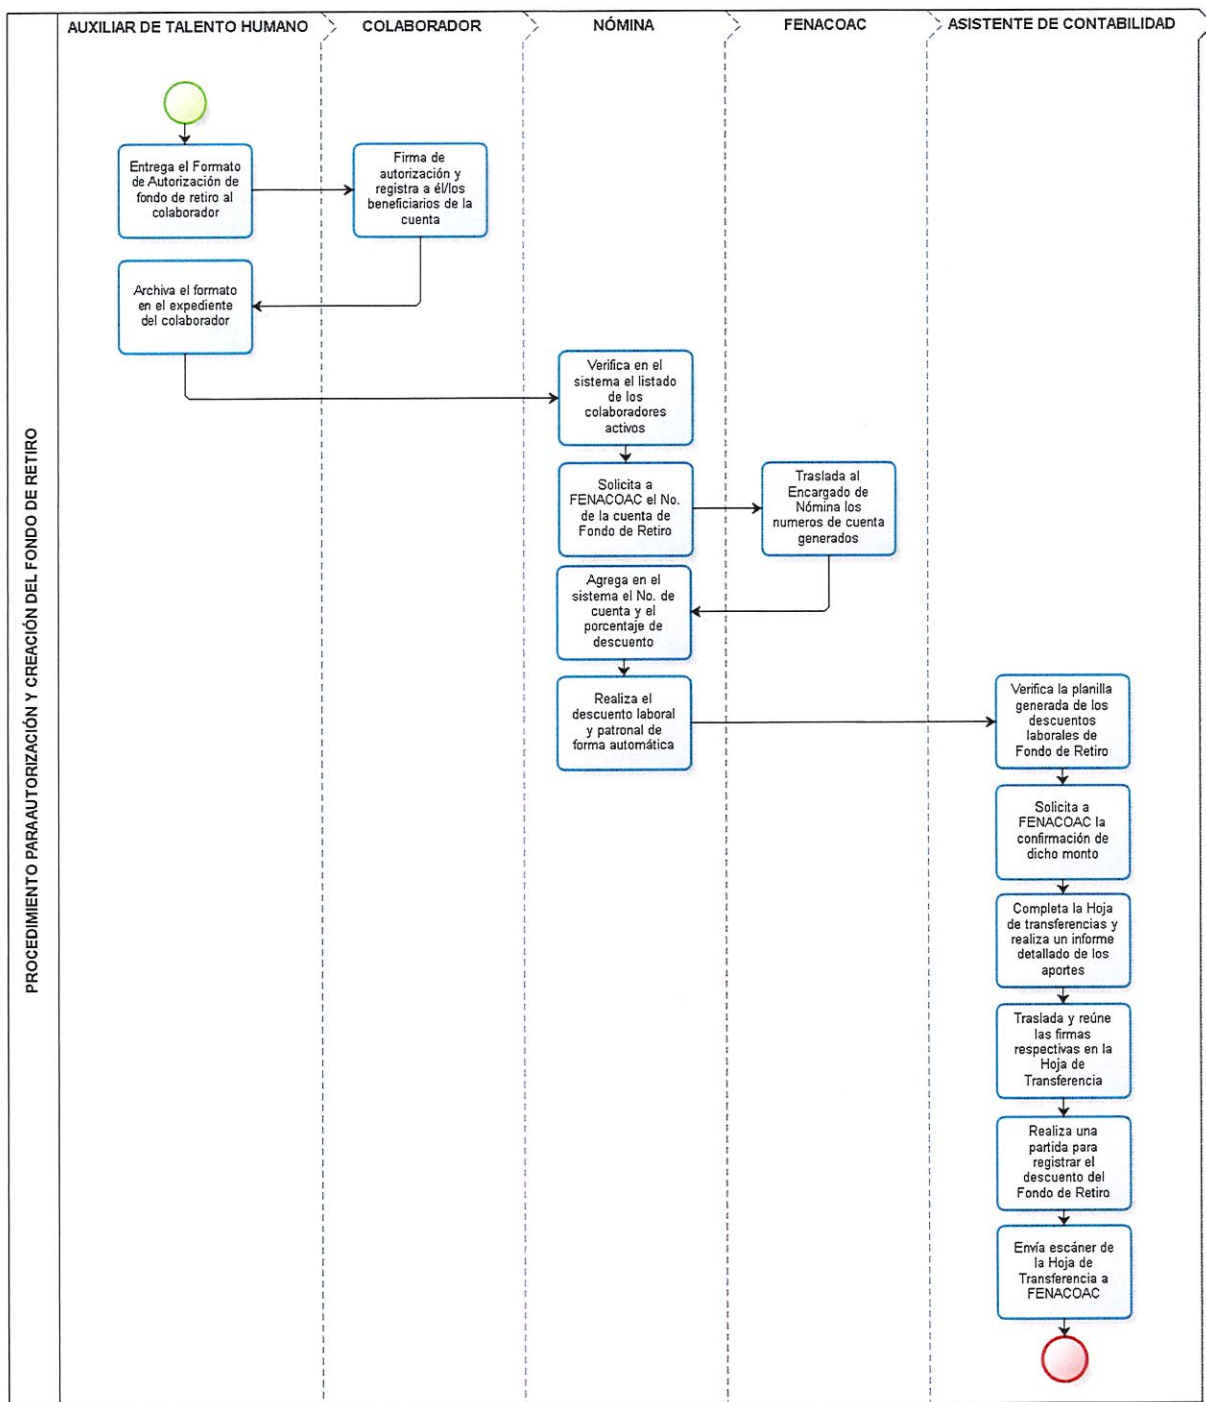 AUXILIAR DE TALENTO HUMANO
COLABORADOR
NÓMINA
FENACOAC
ASISTENTE DE CONTABILIDAD
PROCEDIMIENTO PARA AUTORIZACIÓN Y CREACIÓN DEL FONDO DE RETIRO
Entrega el Formato
de Autorización de
fondo de retiro al
colaborador
Firma de
autorización y
registra a él/los
beneficiarios de la
cuenta
Archiva el formato
en el expediente
del colaborador
Verifica en el
sistema el listado
de los
colaboradores
activos
Solicita a
FENACOAC el No.
de la cuenta de
Fondo de Retiro
Traslada al
Encargado de
Nómina los
numeros de cuenta
generados
Agrega en el
sistema el No. de
cuenta y el
porcentaje de
descuento
Realiza el
descuento laboral
y patronal de
forma automática
Verifica la planilla
generada de los
descuentos
laborales de
Fondo de Retiro
Solicita a
FENACOAC la
confirmación de
dicho monto
Completa la Hoja
de transferencias y
realiza un informe
detallado de los
aportes
Traslada y reúne
las firmas
respectivas en la
Hoja de
Transferencia
Realiza una
partida para
registrar el
descuento del
Fondo de Retiro
Envía escáner de
la Hoja de
Transferencia a
FENACOAC